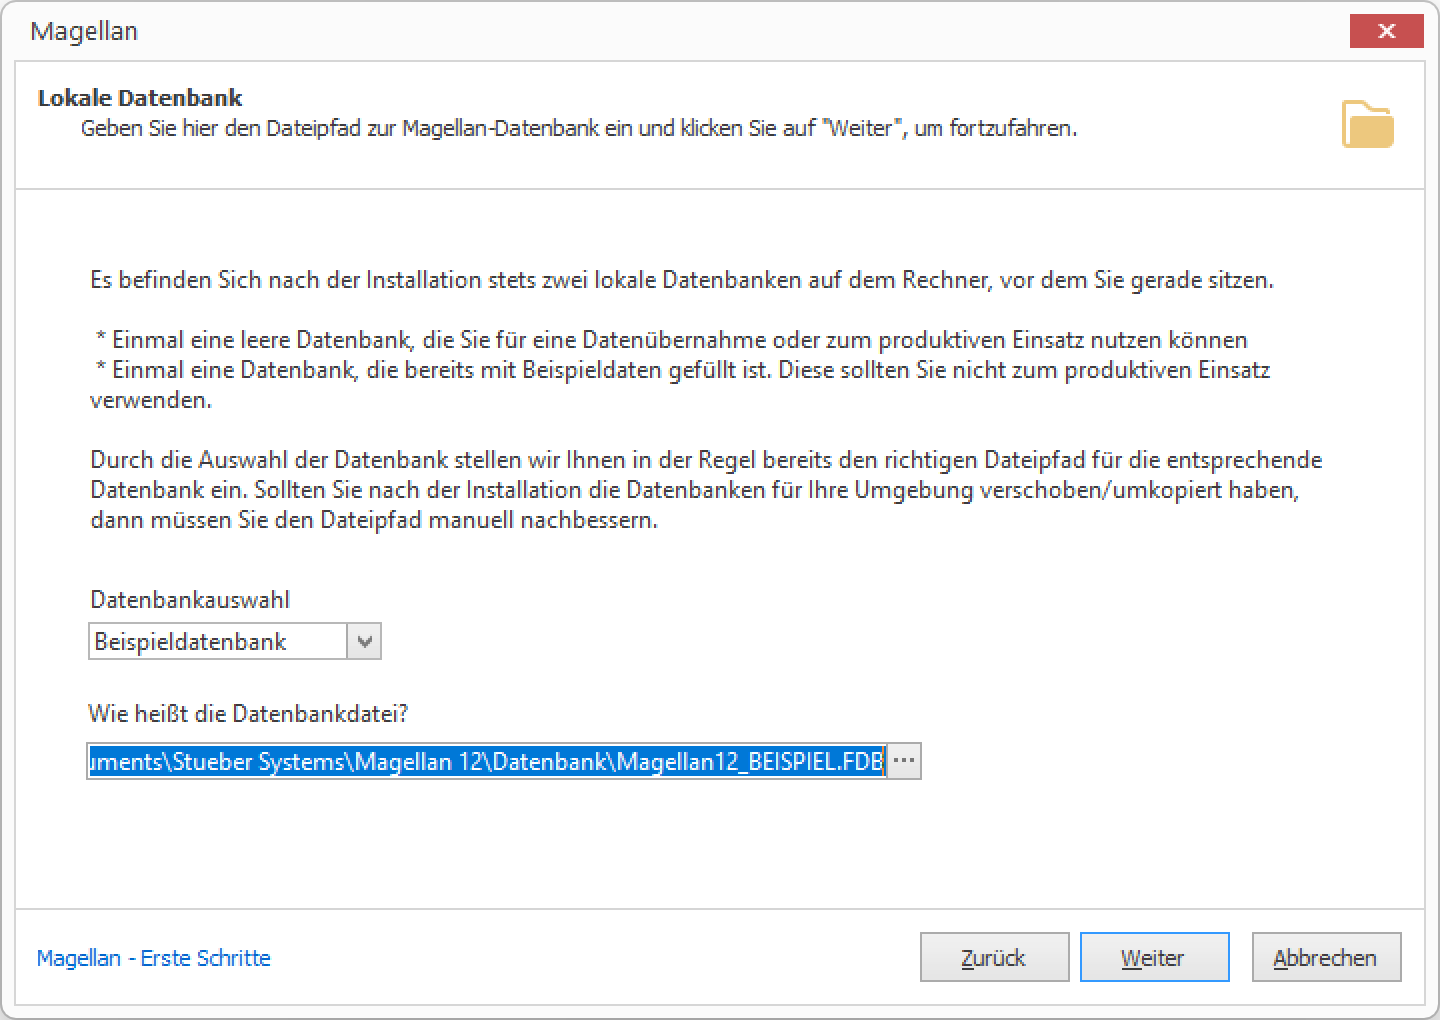 Magellan
Lokale Datenbank
Geben Sie hier den Dateipfad zur Magellan-Datenbank ein und klicken Sie auf "Weiter", um fortzufahren.
Es befinden Sich nach der Installation stets zwei lokale Datenbanken auf dem Rechner, vor dem Sie gerade sitzen.
* Einmal eine leere Datenbank, die Sie für eine Datenübernahme oder zum produktiven Einsatz nutzen können
* Einmal eine Datenbank, die bereits mit Beispieldaten gefüllt ist. Diese sollten Sie nicht zum produktiven Einsatz
verwenden.
Durch die Auswahl der Datenbank stellen wir Ihnen in der Regel bereits den richtigen Dateipfad für die entsprechende
Datenbank ein. Sollten Sie nach der Installation die Datenbanken für Ihre Umgebung verschoben/umkopiert haben,
dann müssen Sie den Dateipfad manuell nachbessern.
Datenbankauswahl
Beispieldatenbank
Wie heißt die Datenbankdatei?
uments\Stueber Systems\Magellan 12\Datenbank\Magellan12_BEISPIEL.FDB
Magellan - Erste Schritte
Zurück
Weiter
Abbrechen